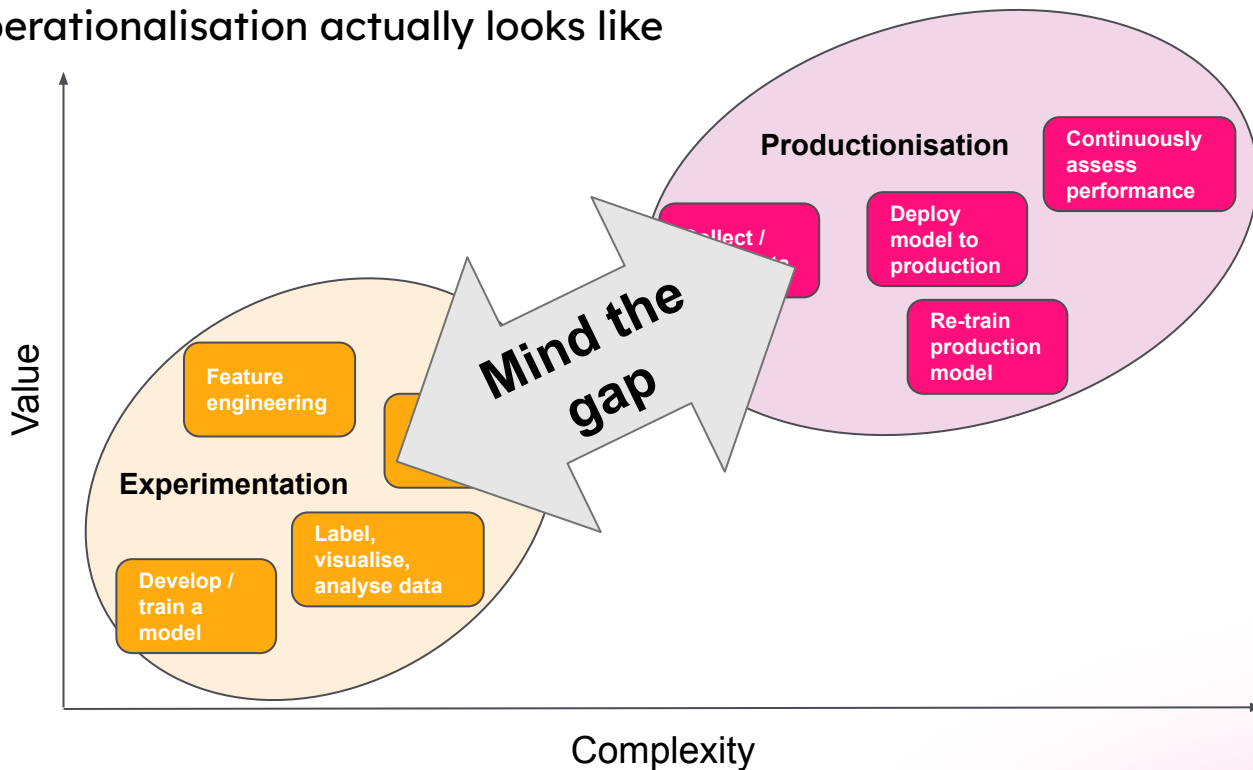 perationalisation actually looks like
Value
Productionisation
Continuously
assess
performance
Collect /
Deploy
model to
production
Re-train
production
model
Mind the
gap
Feature
engineering
Experimentation
Label,
visualise,
analyse data
Develop /
train a
model
Complexity